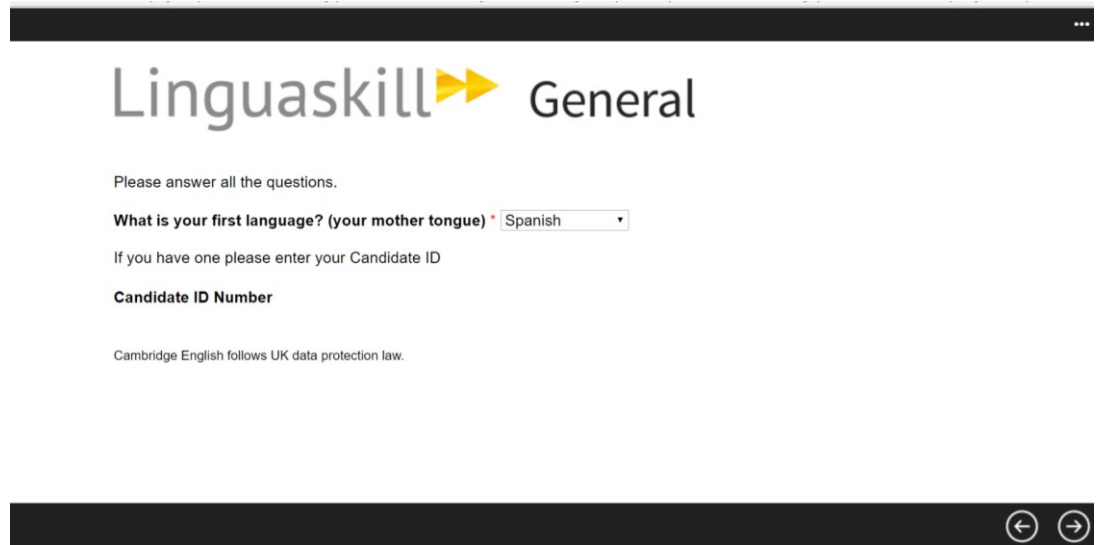 Linguaskill General
Please answer all the questions.
What is your first language? (your mother tongue) * Spanish
If you have one please enter your Candidate ID
Candidate ID Number
Cambridge English follows UK data protection law.